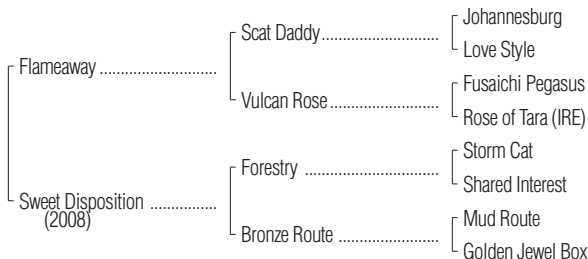 Johannesburg
Scat Daddy
Love Style
Flameaway
Fusaichi Pegasus
Vulcan Rose
Rose of Tara (IRE)
Storm Cat
Forestry
Shared Interest
Sweet Disposition
(2008)
Mud Route
Bronze Route
Golden Jewel Box